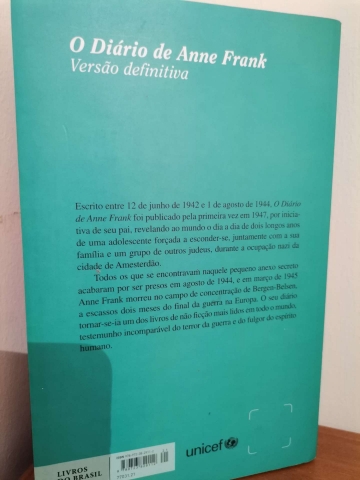 O Diário de Anne Frank
Versão definitiva
Escrito entre 12 de junho de 1942 e 1 de agosto de 1944, O Diário
de Anne Frank foi publicado pela primeira vez em 1947, por inicia-
tiva de seu pai, revelando ao mundo o dia a dia de dois longos anos
de uma adolescente forçada a esconder-se, juntamente com a sua
família e um grupo de outros judeus, durante a ocupação nazi da
cidade de Amesterdão.
Todos os que se encontravam naquele pequeno anexo secreto
acabaram por ser presos em agosto de 1944, e em março de 1945
Anne Frank morreu no campo de concentração de Bergen-Belsen,
a escassos dois meses do final da guerra na Europa. O seu diário
tornar-se-ia um dos livros de não ficção mais lidos em todo o mundo,
testemunho incomparável do terror da guerra e do fulgor do espírito
humano.
LIVROS
DO BRASIL
unicef